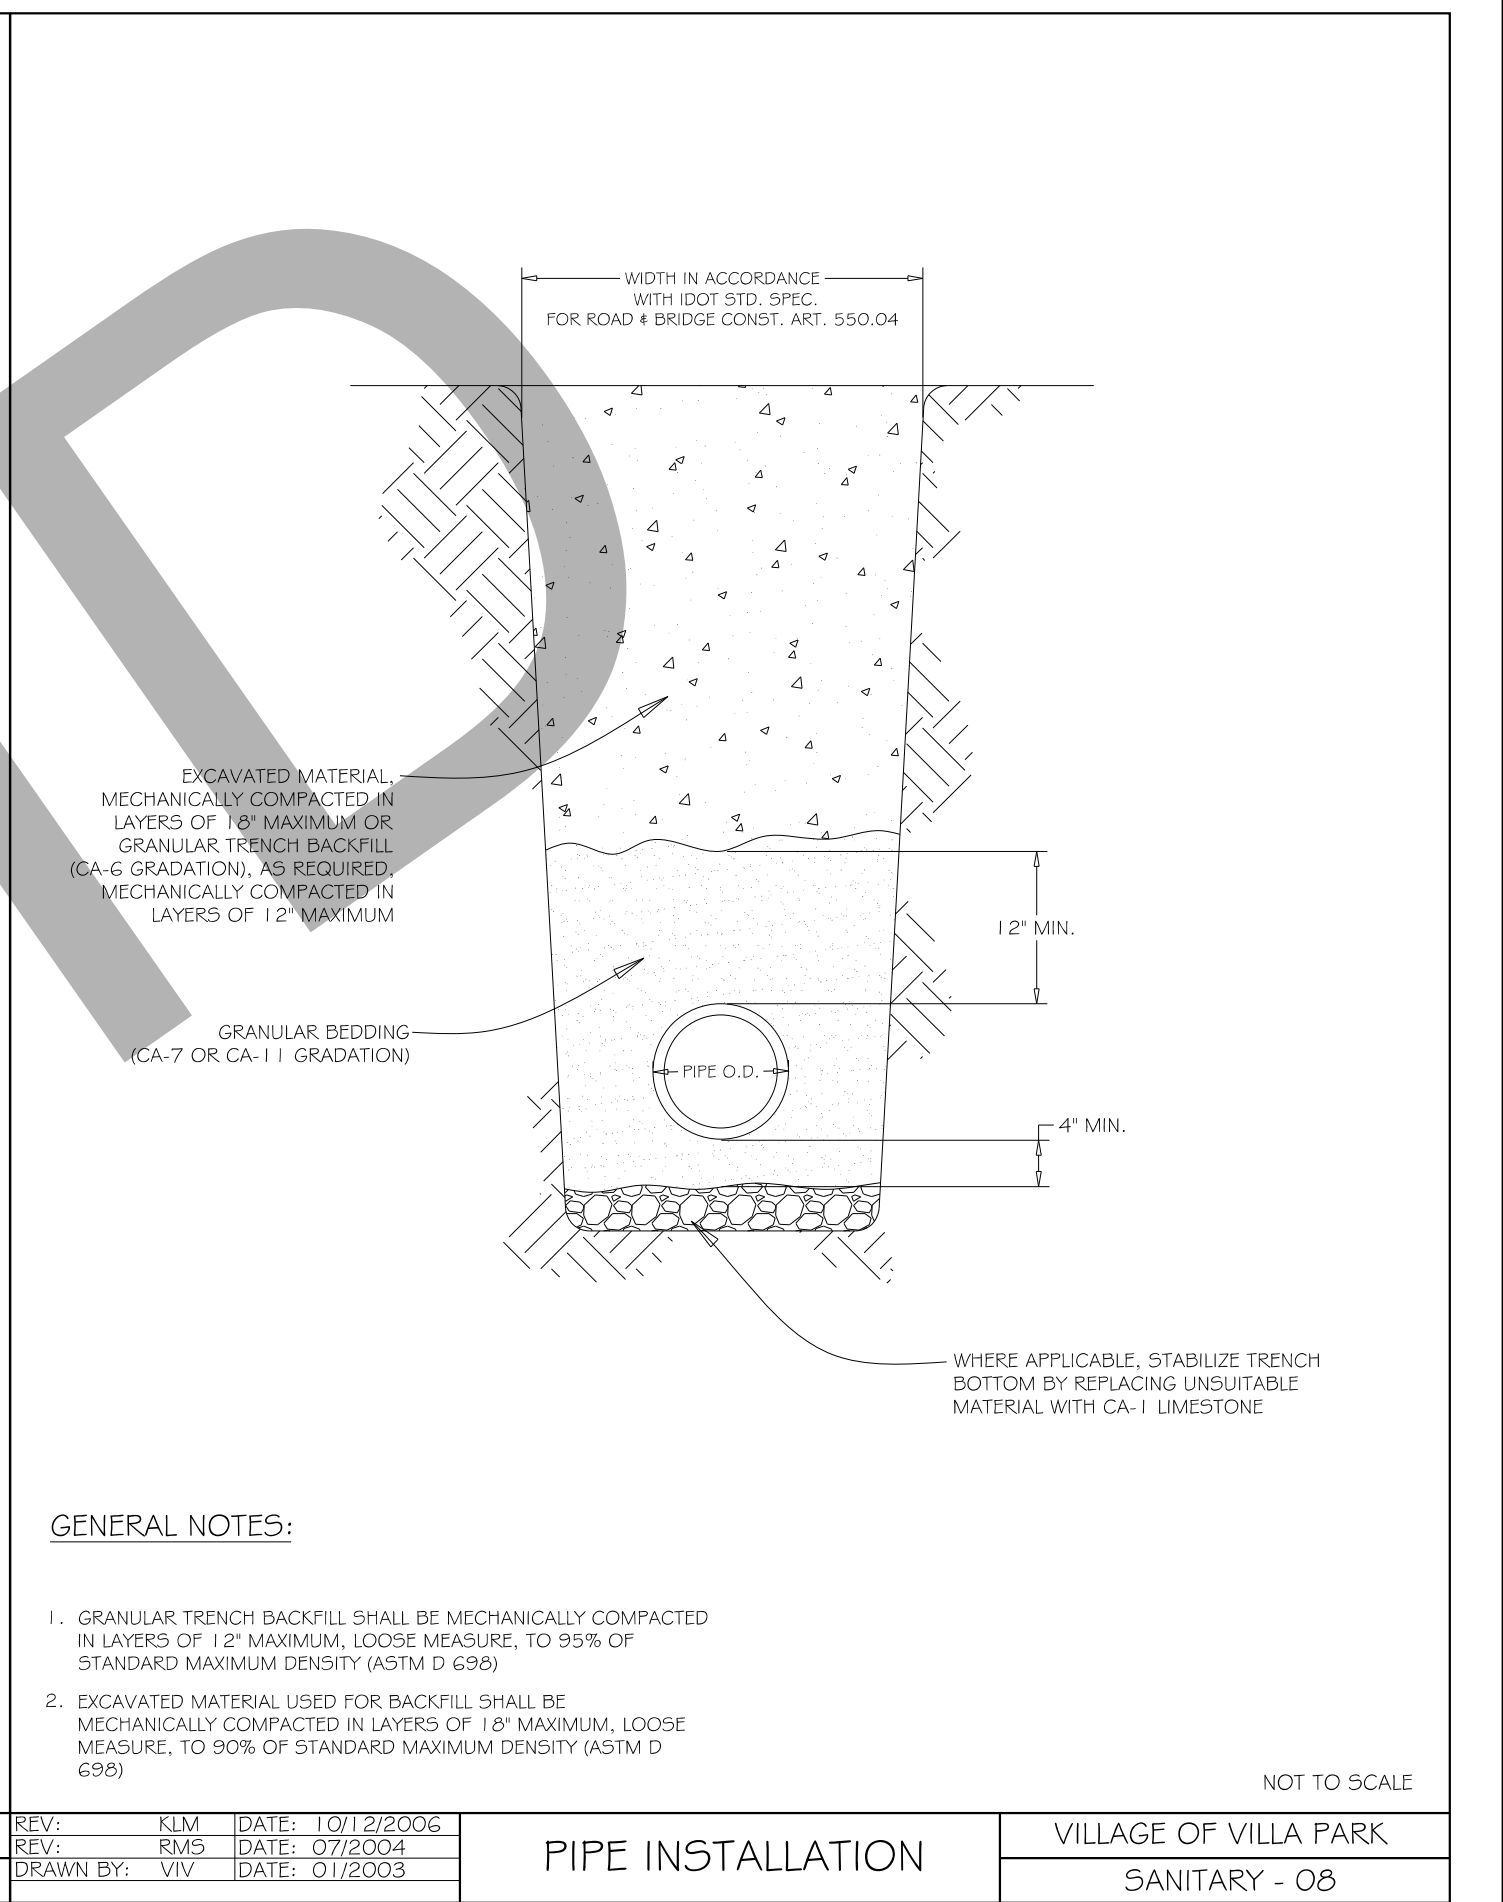 WIDTH IN ACCORDANCE
WITH IDOT STD. SPEC.
FOR ROAD & BRIDGE CONST. ART. 550.04
EXCAVATED MATERIAL,
MECHANICALLY COMPACTED IN
LAYERS OF 18" MAXIMUM OR
GRANULAR TRENCH BACKFILL
(CA-6 GRADATION), AS REQUIRED,
MECHANICALLY COMPACTED IN
LAYERS OF 12" MAXIMUM
12" MIN.
GRANULAR BEDDING
(CA-7 OR CA-11 GRADATION)
PIPE O.D.
4" MIN.
WHERE APPLICABLE, STABILIZE TRENCH
BOTTOM BY REPLACING UNSUITABLE
MATERIAL WITH CA-1 LIMESTONE
GENERAL NOTES:
1. GRANULAR TRENCH BACKFILL SHALL BE MECHANICALLY COMPACTED
IN LAYERS OF 12" MAXIMUM, LOOSE MEASURE, TO 95% OF
STANDARD MAXIMUM DENSITY (ASTM D 698)
2. EXCAVATED MATERIAL USED FOR BACKFILL SHALL BE
MECHANICALLY COMPACTED IN LAYERS OF 18" MAXIMUM, LOOSE
MEASURE, TO 90% OF STANDARD MAXIMUM DENSITY (ASTM D
698)
NOT TO SCALE
REV: KLM DATE: 10/12/2006
REV: RMS DATE: 07/2004
DRAWN BY: VIV DATE: 01/2003
PIPE INSTALLATION
VILLAGE OF VILLA PARK
SANITARY - 08